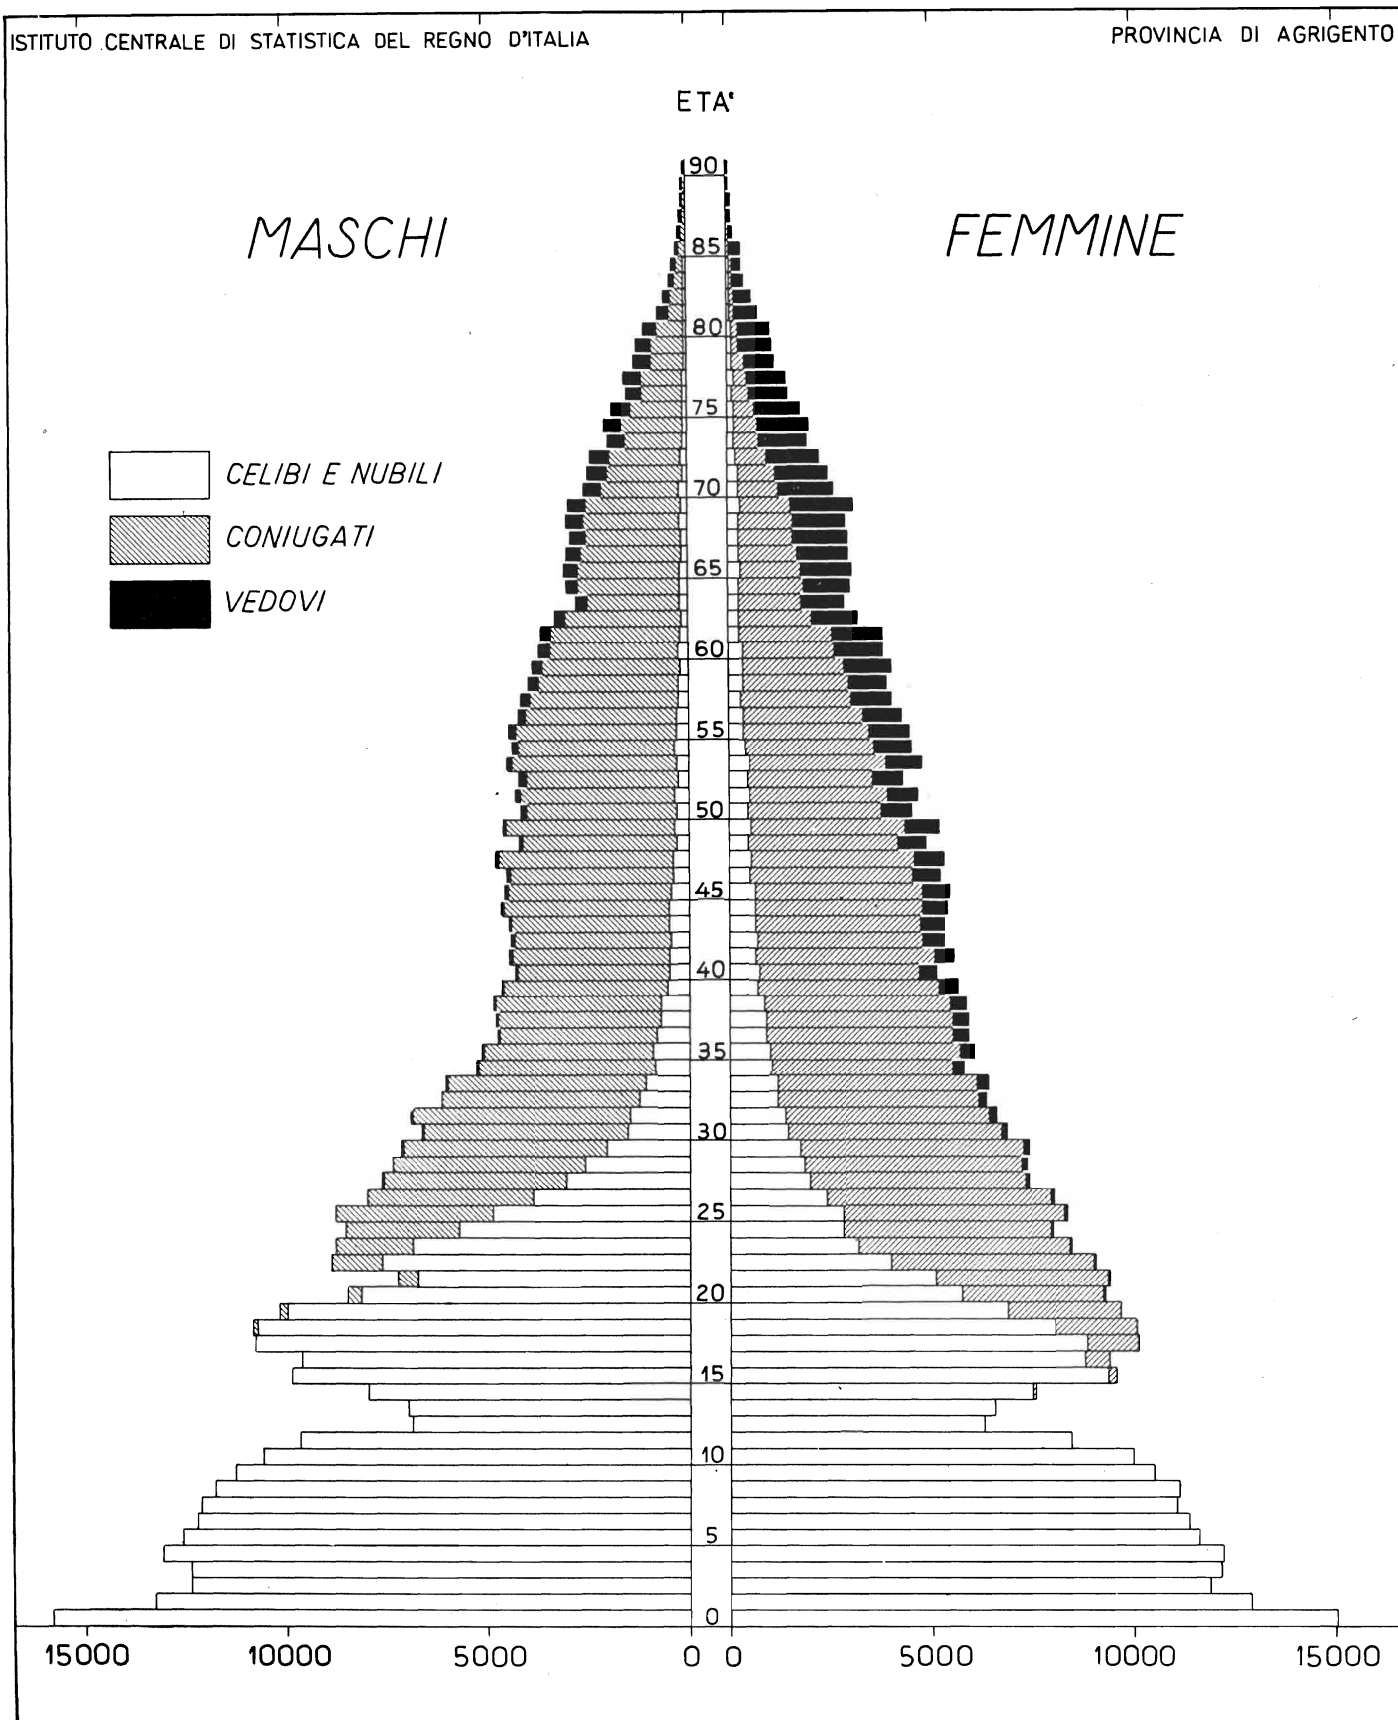 ISTITUTO CENTRALE DI STATISTICA DEL REGNO D'ITALIA
PROVINCIA DI AGRIGENTO
ETA'
MASCHI
FEMMINE
90
85
80
75
70
65
60
55
50
45
40
35
30
25
20
15
10
5
0
CELIBI E NUBILI
CONIUGATI
VEDOVI
15000 10000 5000 0 0 5000 10000 15000